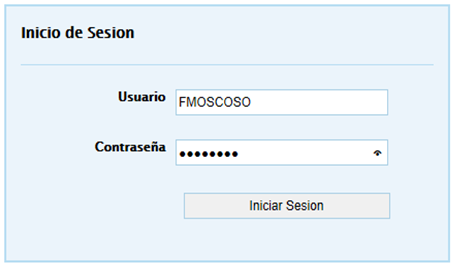 Inicio de Sesion
Usuario FMOSCOSO
Contraseña ●●●●●●●●
Iniciar Sesion